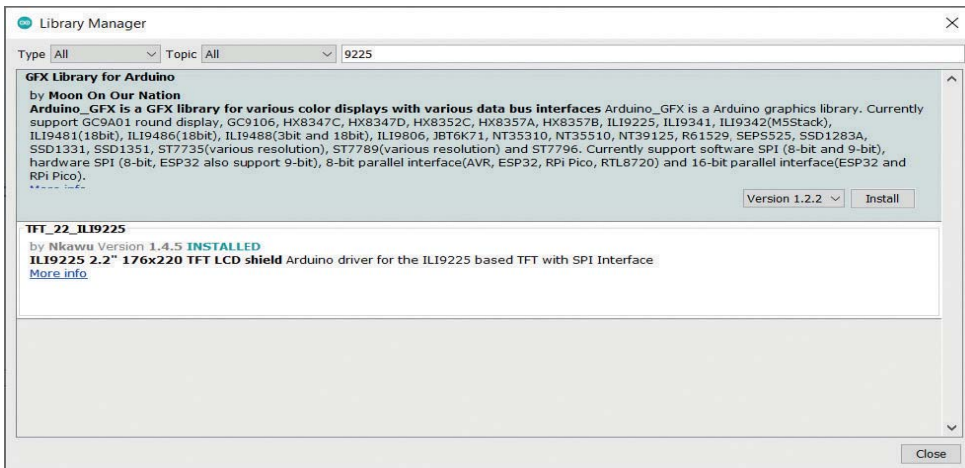 Library Manager
Type All Topic All 9225
GFX Library for Arduino
by Moon On Our Nation
Arduino_GFX is a GFX library for various color displays with various data bus interfaces Arduino_GFX is a Arduino graphics library. Currently
support GC9A01 round display, GC9106, HX8347C, HX8347D, HX8352C, HX8357A, HX8357B, ILI9225, ILI9341, ILI9342(M5Stack),
ILI9481(18bit), ILI9486(18bit), ILI9488(3bit and 18bit), ILI9806, JBT6K71, NT35310, NT35510, NT39125, R61529, SEPS525, SSD1283A,
SSD1331, SSD1351, ST7735(various resolution), ST7789(various resolution) and ST7796. Currently support software SPI (8-bit and 9-bit),
hardware SPI (8-bit, ESP32 also support 9-bit), 8-bit parallel interface(AVR, ESP32, RPi Pico, RTL8720) and 16-bit parallel interface(ESP32 and
RPi Pico).
More info
Version 1.2.2 Install
TFT_22_ILI9225
by Nkawu Version 1.4.5 INSTALLED
ILI9225 2.2" 176x220 TFT LCD shield Arduino driver for the ILI9225 based TFT with SPI Interface
More info
Close